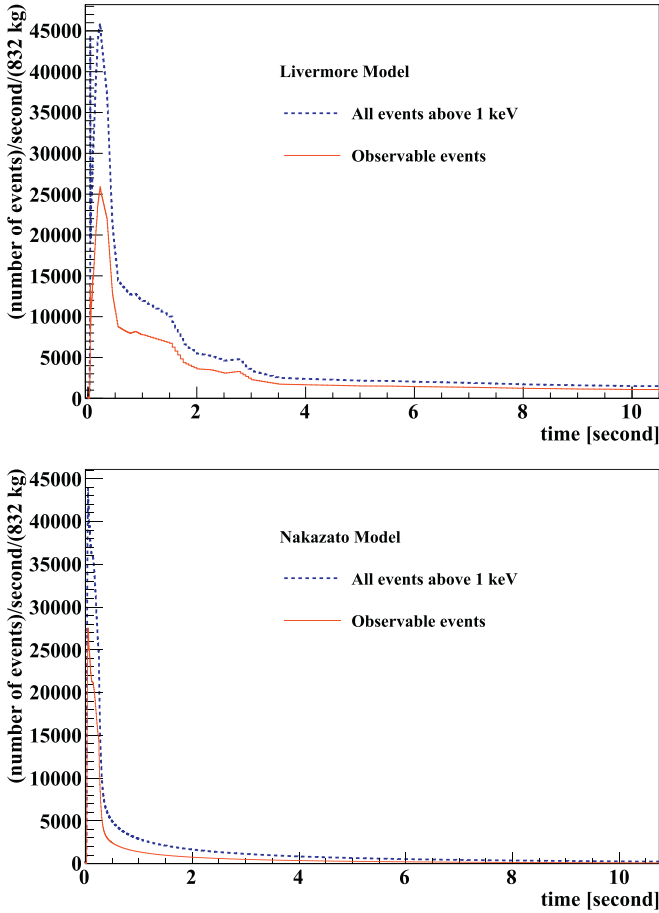 (number of events)/second/(832 kg)
45000
40000
35000
30000
25000
20000
15000
10000
5000
0
Livermore Model
All events above 1 keV
Observable events
0 2 4 6 8 10
time [second]
(number of events)/second/(832 kg)
45000
40000
35000
30000
25000
20000
15000
10000
5000
0
Nakazato Model
All events above 1 keV
Observable events
0 2 4 6 8 10
time [second]